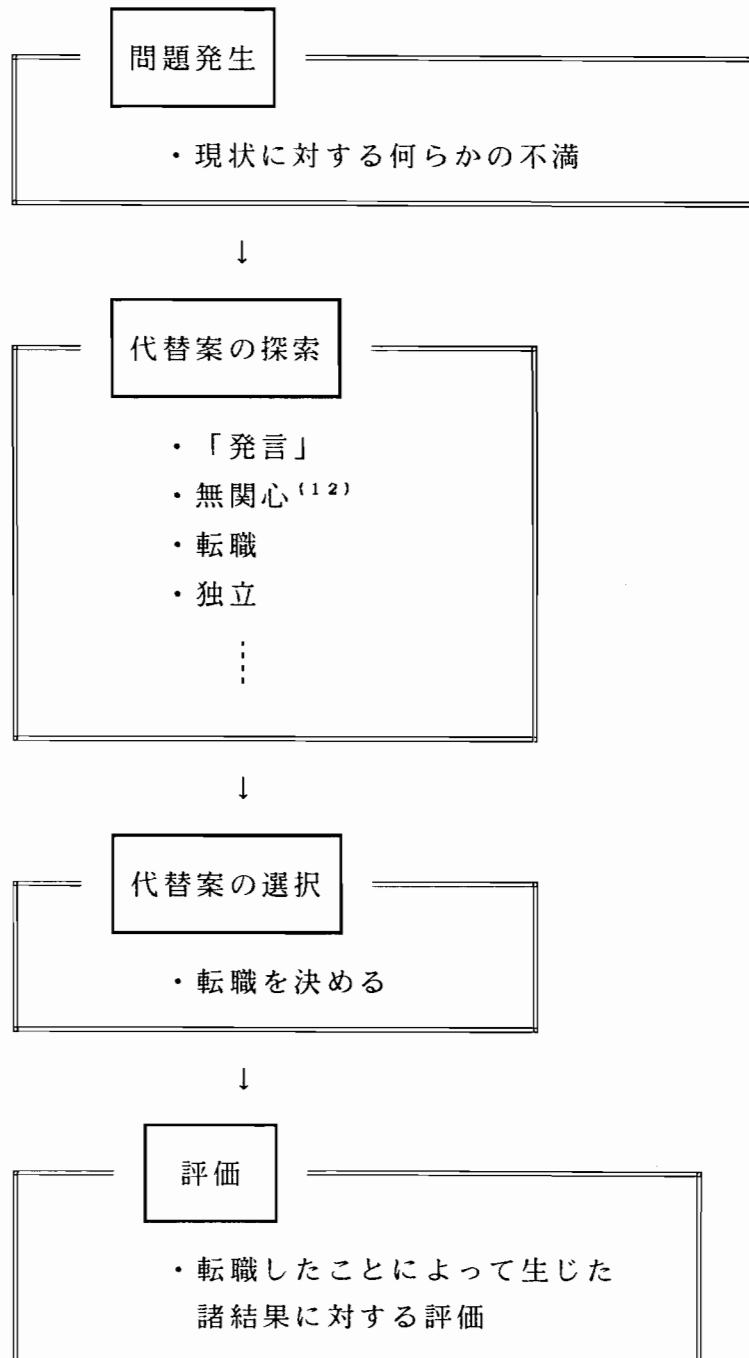 問題発生
・現状に対する何らかの不満
↓
代替案の探索
・「発言」
・無関心(12)
・転職
・独立
↓
代替案の選択
・転職を決める
↓
評価
・転職したことによって生じた
諸結果に対する評価